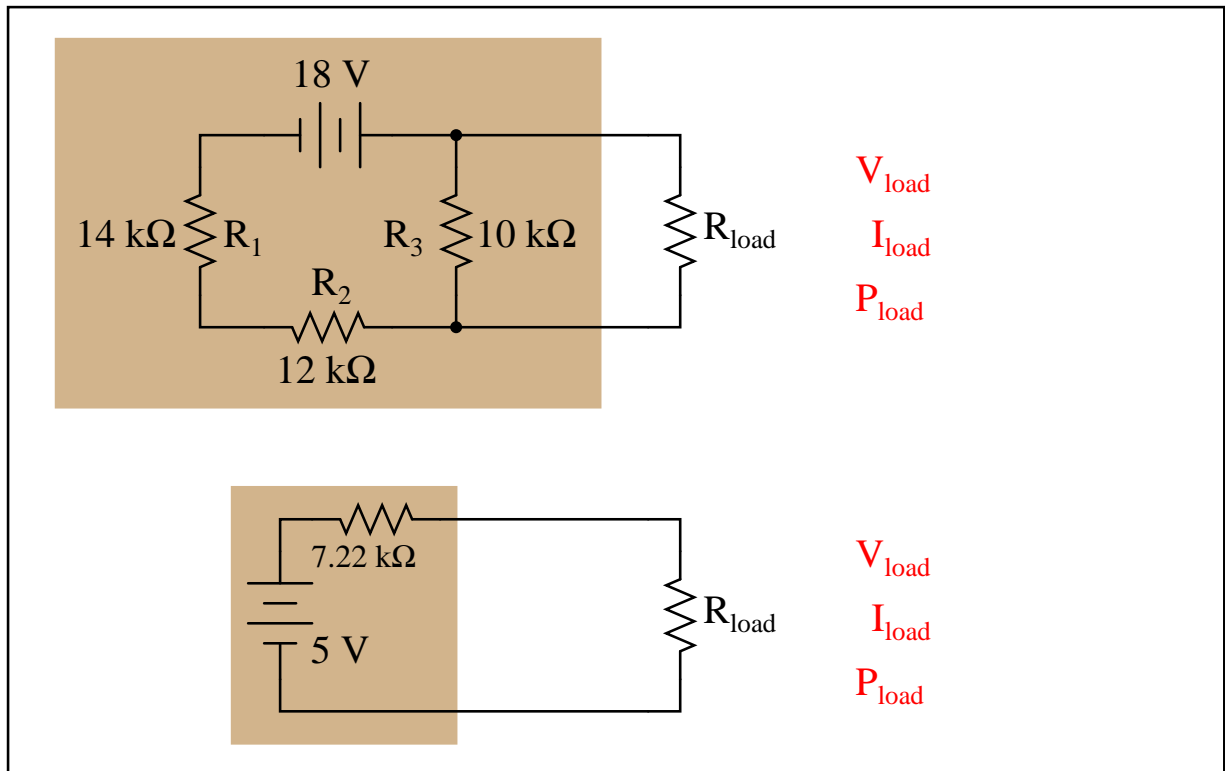 18 V
14 kΩ R1 R3 10 kΩ Rload
R2
12 kΩ
Vload
Iload
Pload
7.22 kΩ
5 V
Rload
Vload
Iload
Pload